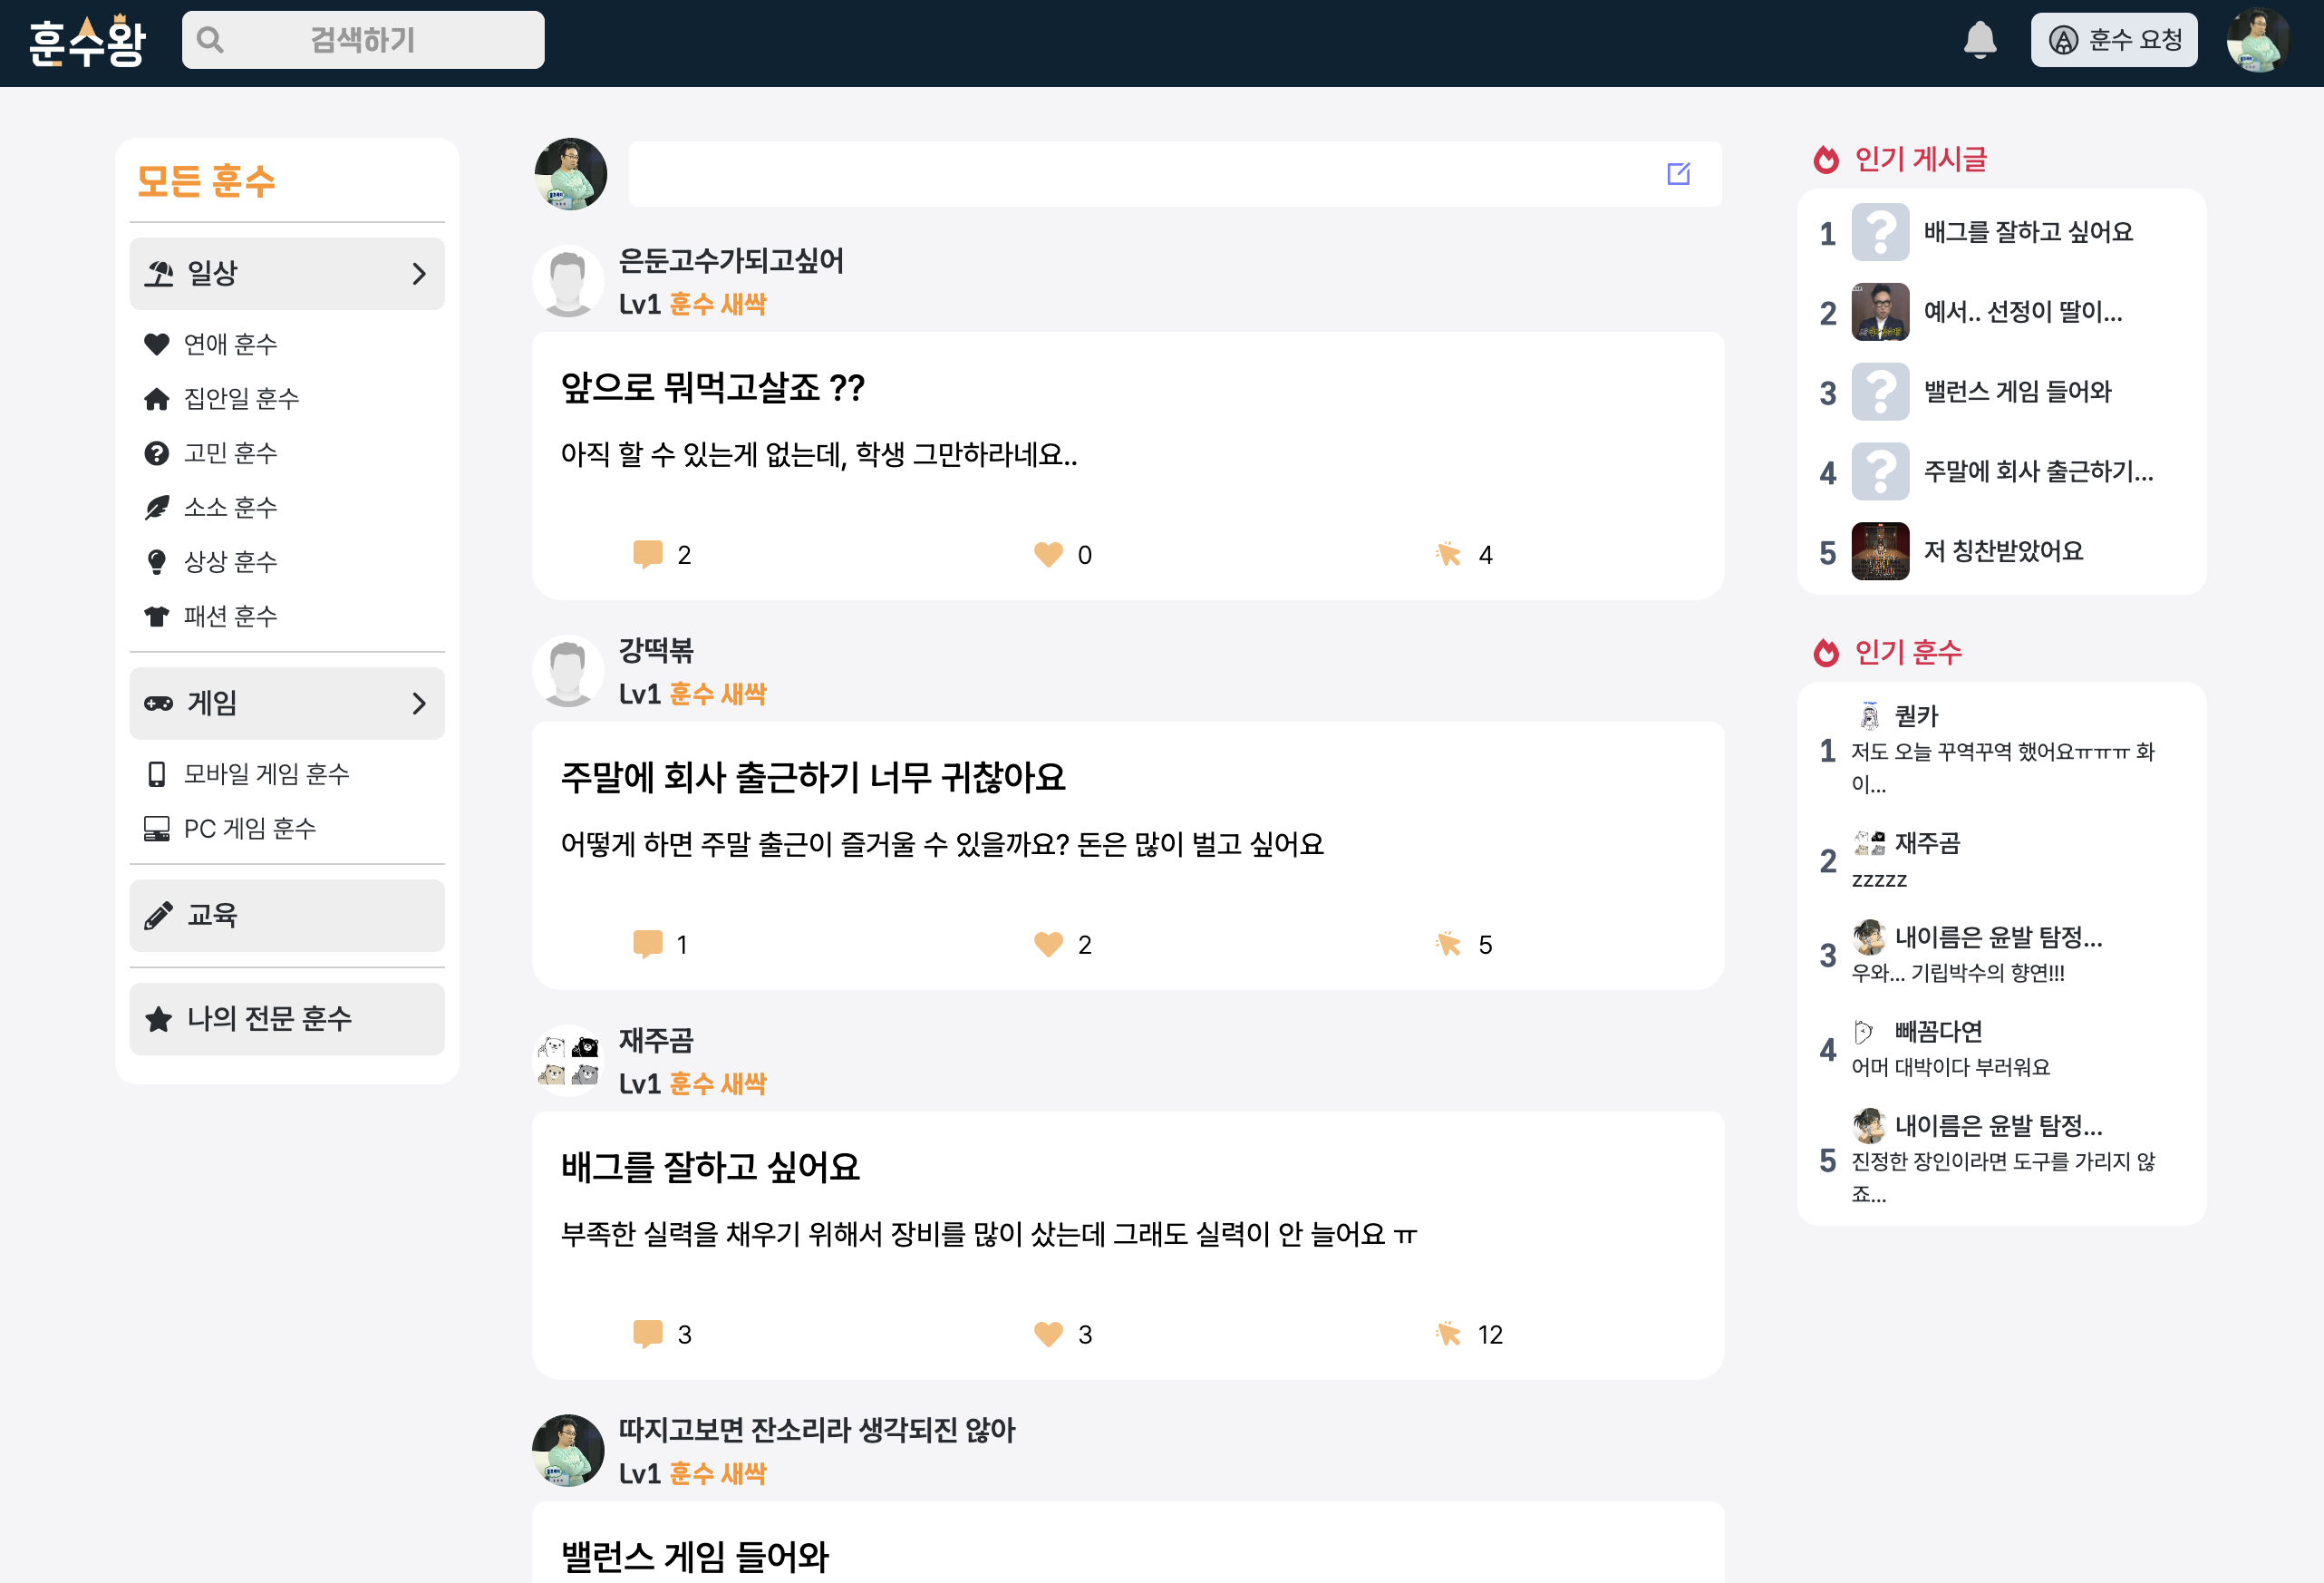 훈수왕
검색하기
훈수 요청
모든 훈수
일상
연애 훈수
집안일 훈수
고민 훈수
소소 훈수
상상 훈수
패션 훈수
게임
모바일 게임 훈수
PC 게임 훈수
교육
나의 전문 훈수
은둔고수가되고싶어
Lv1 훈수 새싹
앞으로 뭐먹고살죠 ??
아직 할 수 있는게 없는데, 학생 그만하라네요..
2 0 4
강떡볶
Lv1 훈수 새싹
주말에 회사 출근하기 너무 귀찮아요
어떻게 하면 주말 출근이 즐거울 수 있을까요? 돈은 많이 벌고 싶어요
1 2 5
재주곰
Lv1 훈수 새싹
배그를 잘하고 싶어요
부족한 실력을 채우기 위해서 장비를 많이 샀는데 그래도 실력이 안 늘어요 ㅠ
3 3 12
따지고보면 잔소리라 생각되진 않아
Lv1 훈수 새싹
밸런스 게임 들어와
인기 게시글
1 배그를 잘하고 싶어요
2 예서.. 선정이 딸이...
3 밸런스 게임 들어와
4 주말에 회사 출근하기...
5 저 칭찬받았어요
인기 훈수
1 퀄카
저도 오늘 꾸역꾸역 했어요ㅠㅠㅠ 화
이...
2 재주곰
zzzzz
3 내이름은 윤발 탐정...
우와... 기립박수의 향연!!!
4 빼꼼다연
어머 대박이다 부러워요
5 내이름은 윤발 탐정...
진정한 장인이라면 도구를 가리지 않
죠...